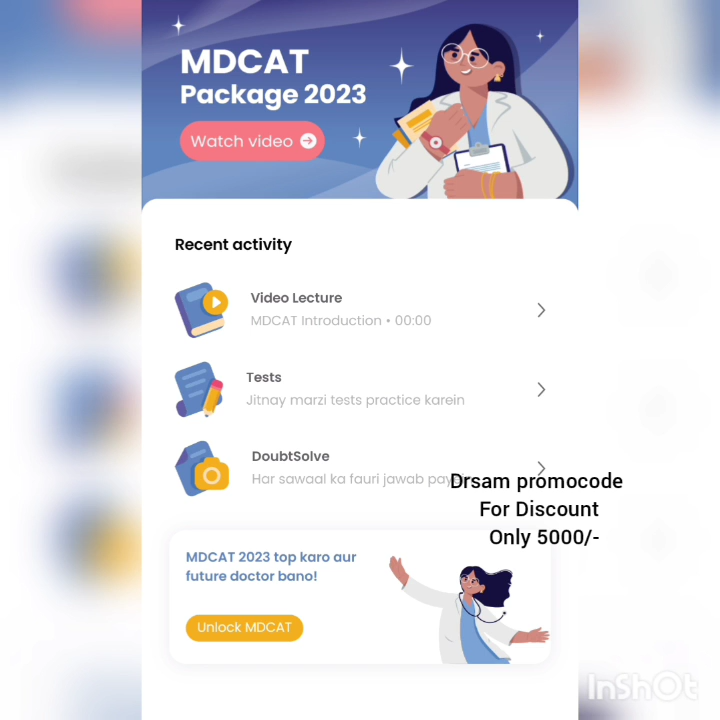 MDCAT
Package 2023
Watch video
Recent activity
Video Lecture
MDCAT Introduction • 00:00
Tests
Jitnay marzi tests practice karein
DoubtSolve
Har sawaal ka fauri jawab
Drsam promocode
For Discount
Only 5000/-
MDCAT 2023 top karo aur
future doctor bano!
Unlock MDCAT
InShOt